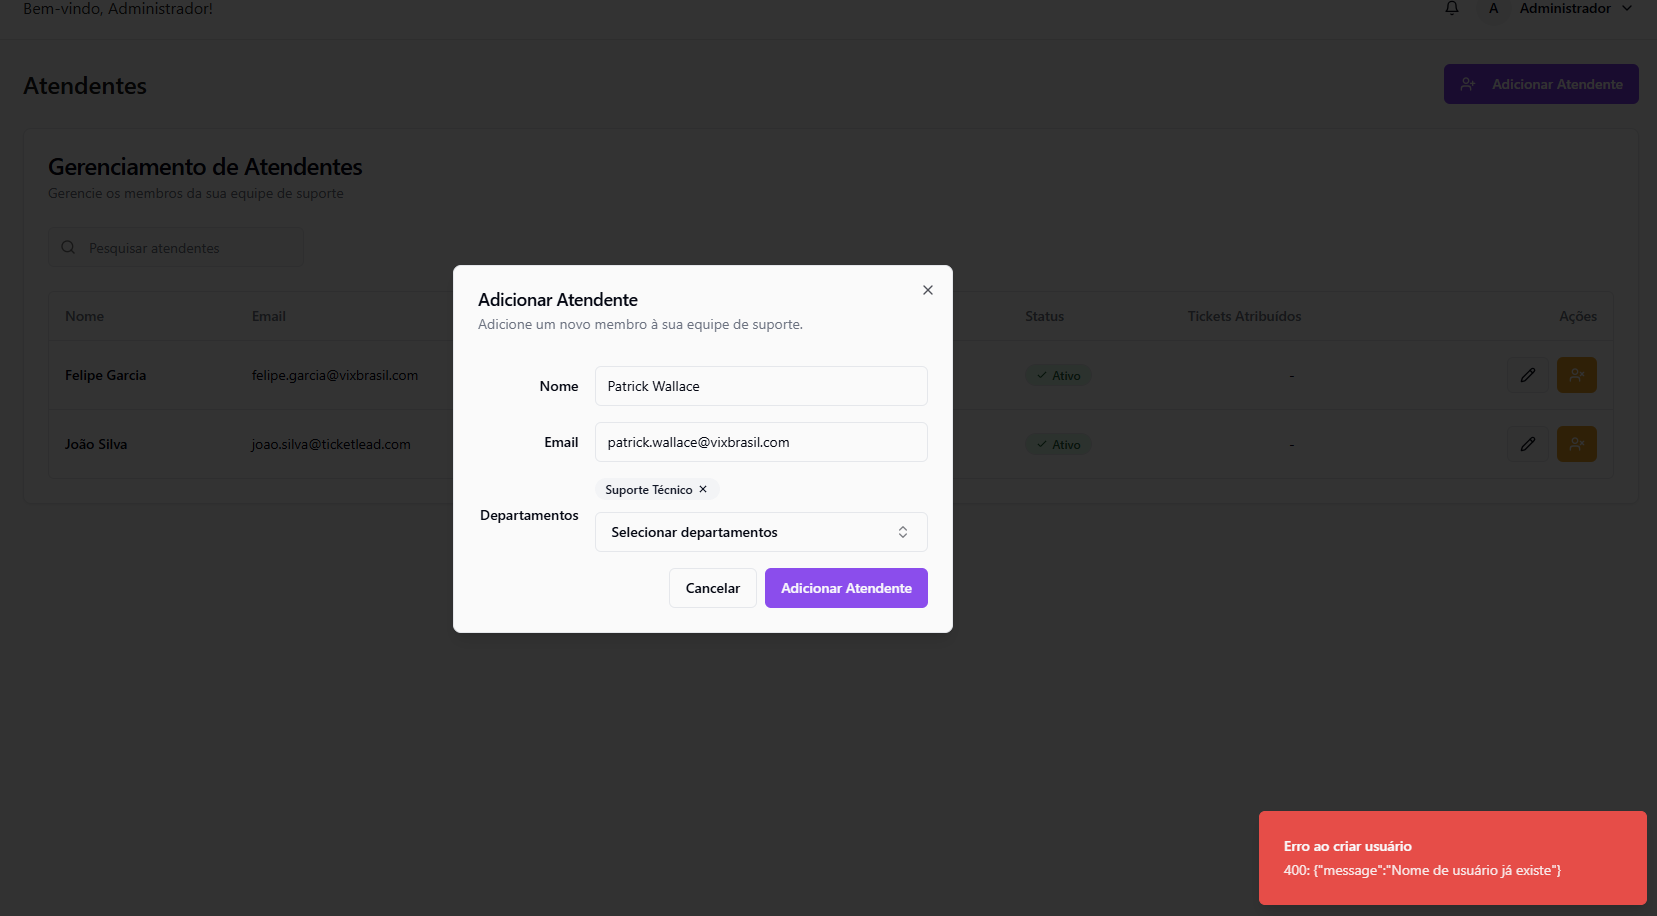 Bem-vindo, Administrador!
A Administrador
Atendentes
Adicionar Atendente
Gerenciamento de Atendentes
Gerencie os membros da sua equipe de suporte
Pesquisar atendentes
Nome Email Status Tickets Atribuídos Ações
Felipe Garcia felipe.garcia@vixbrasil.com Ativo -
João Silva joao.silva@ticketlead.com Ativo -
Adicionar Atendente
Adicione um novo membro à sua equipe de suporte.
Nome Patrick Wallace
Email patrick.wallace@vixbrasil.com
Suporte Técnico
Departamentos
Selecionar departamentos
Cancelar Adicionar Atendente
Erro ao criar usuário
400: {"message":"Nome de usuário já existe"}